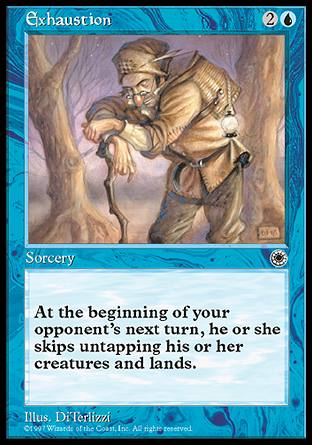 Exhaustion 2
Sorcery
At the beginning of your
opponent's next turn, he or she
skips untapping his or her
creatures and lands.
Illus. DiTerlizzi
©1997 Wizards of the Coast, Inc. All rights reserved.